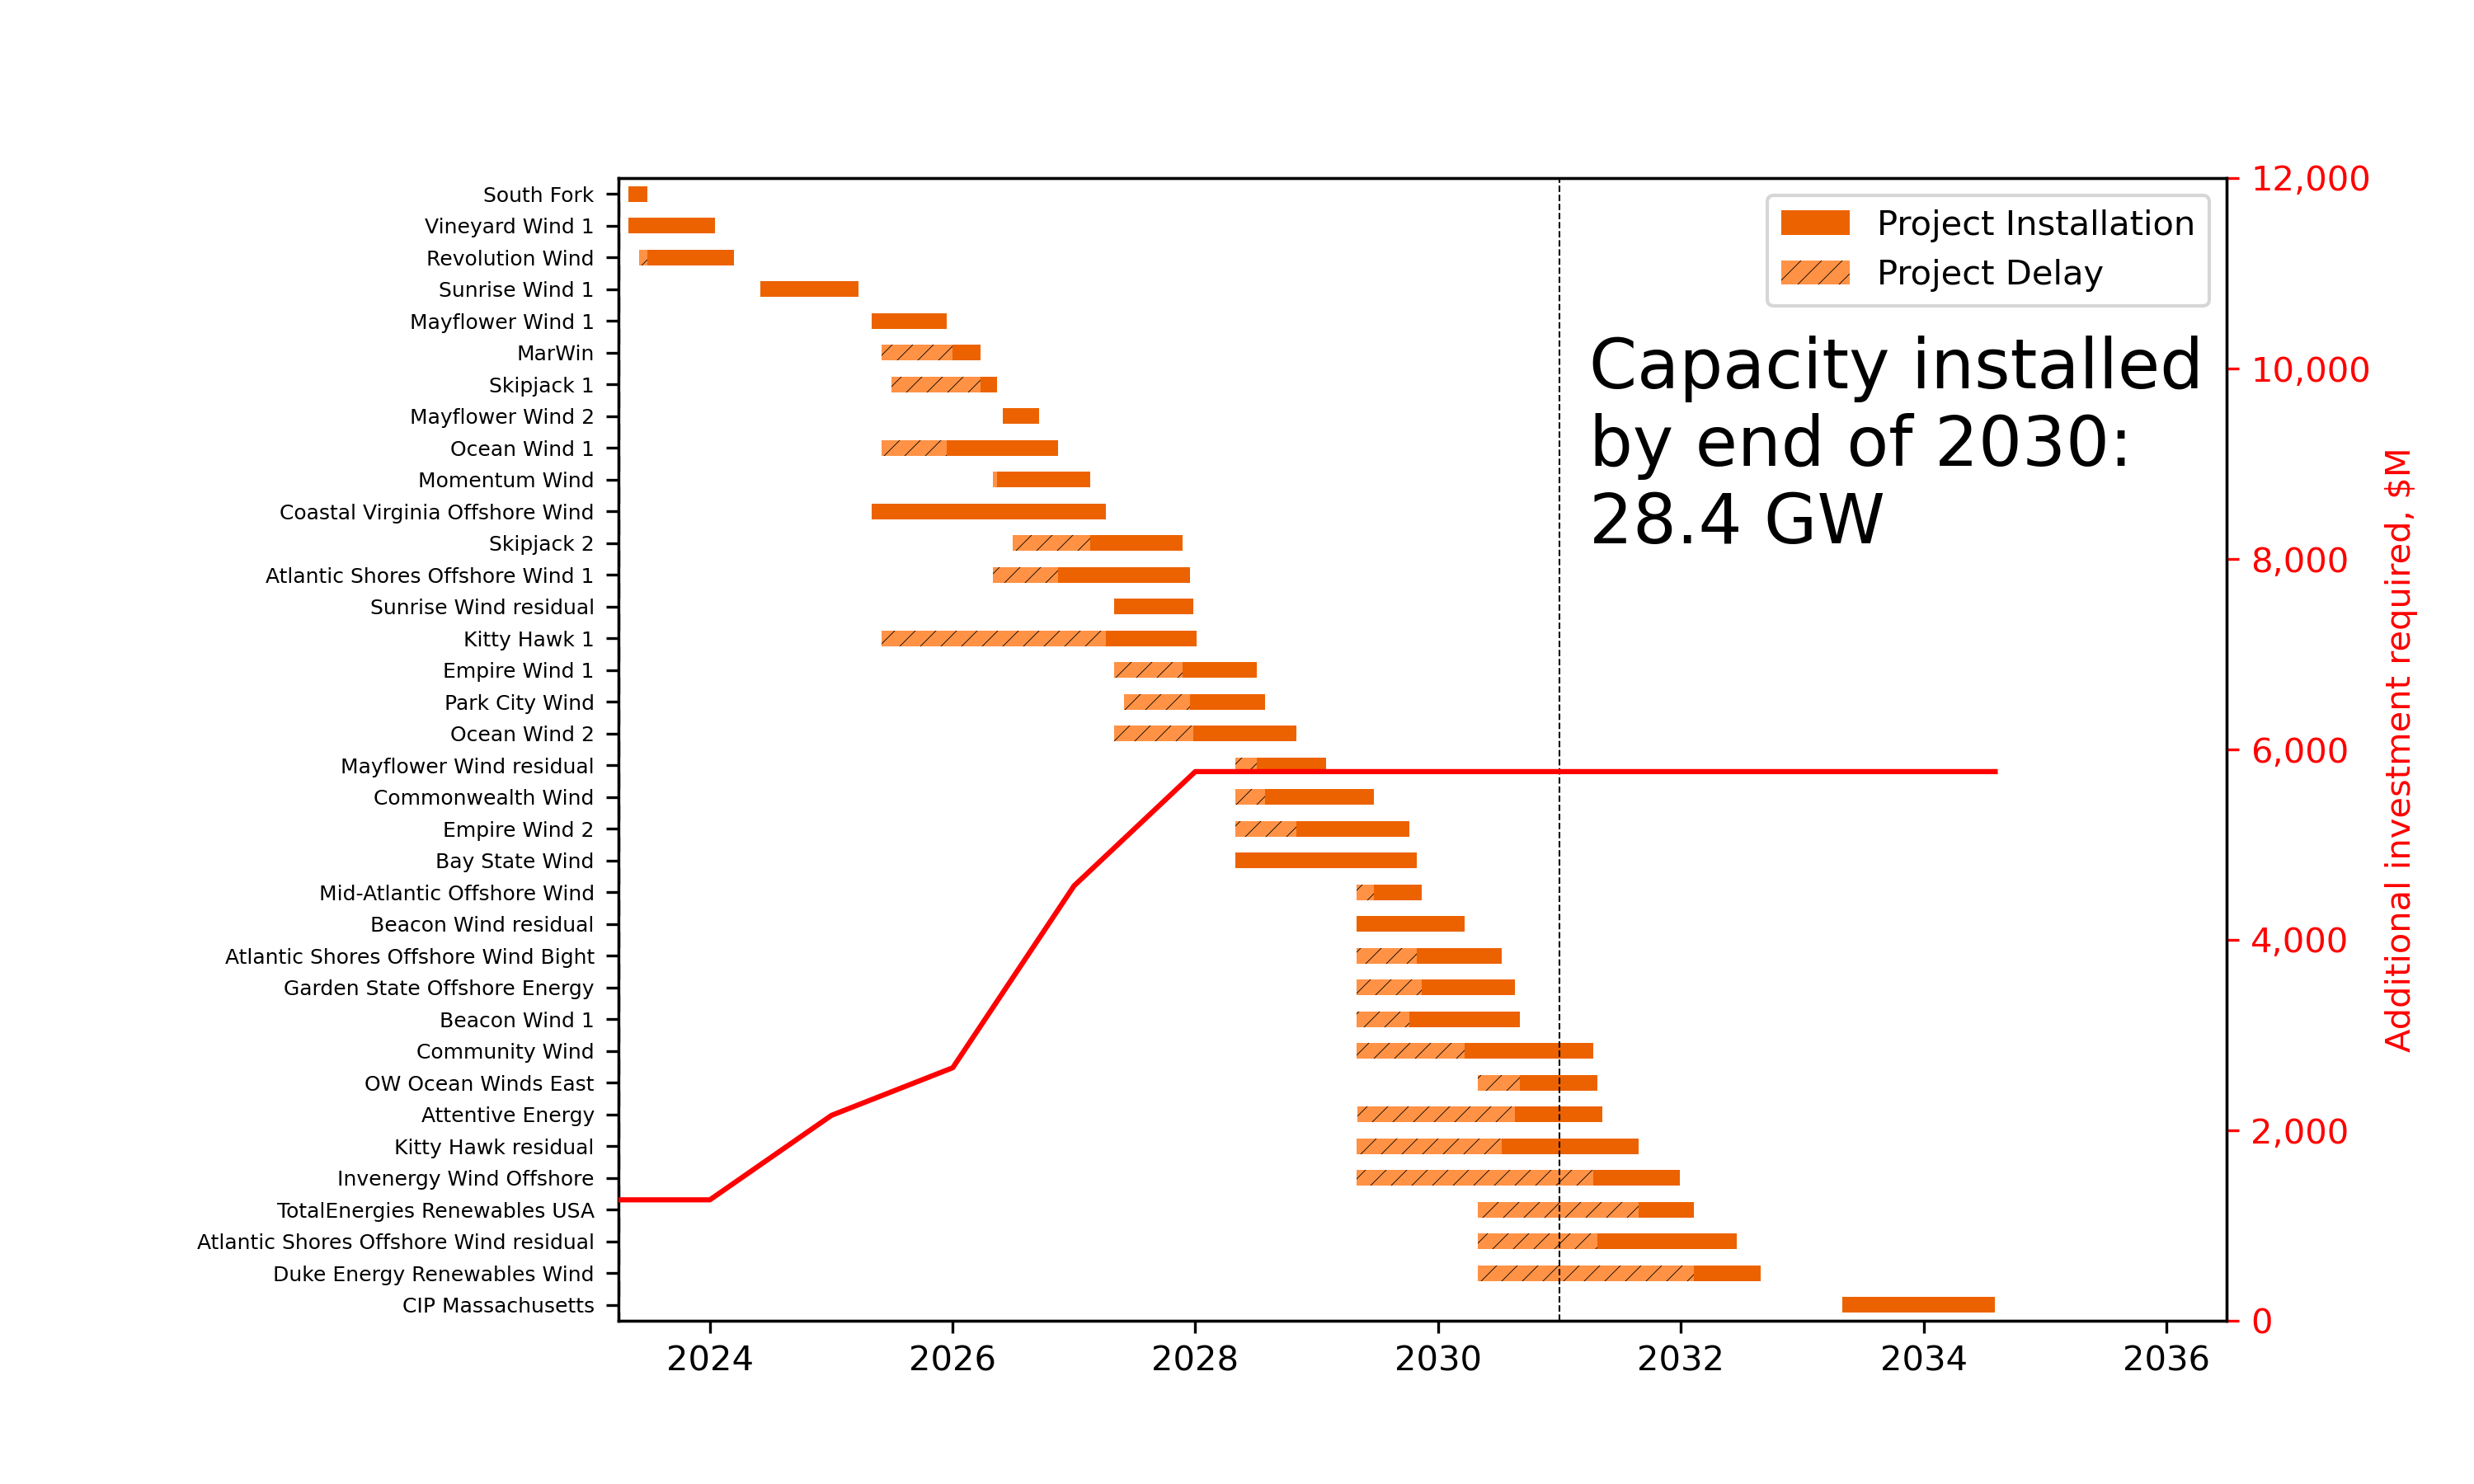 South Fork
Vineyard Wind 1
Revolution Wind
Sunrise Wind 1
Mayflower Wind 1
MarWin
Skipjack 1
Mayflower Wind 2
Ocean Wind 1
Momentum Wind
Coastal Virginia Offshore Wind
Skipjack 2
Atlantic Shores Offshore Wind 1
Sunrise Wind residual
Kitty Hawk 1
Empire Wind 1
Park City Wind
Ocean Wind 2
Mayflower Wind residual
Commonwealth Wind
Empire Wind 2
Bay State Wind
Mid-Atlantic Offshore Wind
Beacon Wind residual
Atlantic Shores Offshore Wind Bight
Garden State Offshore Energy
Beacon Wind 1
Community Wind
OW Ocean Winds East
Attentive Energy
Kitty Hawk residual
Invenergy Wind Offshore
TotalEnergies Renewables USA
Atlantic Shores Offshore Wind residual
Duke Energy Renewables Wind
CIP Massachusetts
2024 2026 2028 2030 2032 2034 2036
Project Installation
Project Delay
Capacity installed
by end of 2030:
28.4 GW
12,000
10,000
8,000
6,000
4,000
2,000
0
Additional investment required, $M